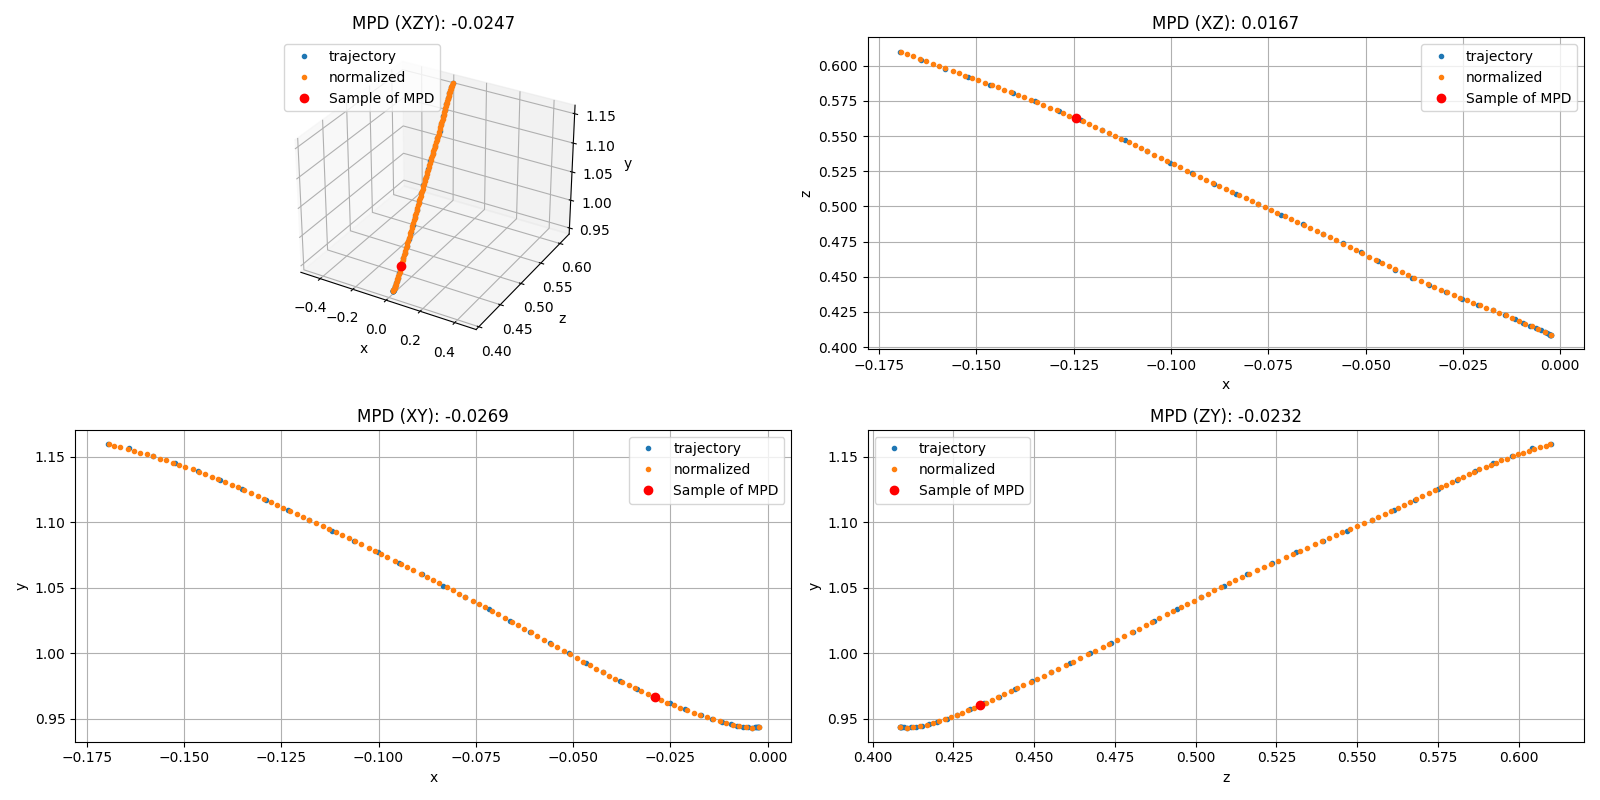 MPD (XZY): -0.0247
trajectory
normalized
Sample of MPD
1.15
1.10
1.05
1.00
0.95
y
0.60
0.55
0.50
0.45
0.40
z
−0.4
−0.2
0.0
0.2
0.4
x
MPD (XZ): 0.0167
trajectory
normalized
Sample of MPD
0.600
0.575
0.550
0.525
0.500
0.475
0.450
0.425
0.400
z
−0.175
−0.150
−0.125
−0.100
−0.075
−0.050
−0.025
0.000
x
MPD (XY): -0.0269
trajectory
normalized
Sample of MPD
1.15
1.10
1.05
1.00
0.95
y
−0.175
−0.150
−0.125
−0.100
−0.075
−0.050
−0.025
0.000
x
MPD (ZY): -0.0232
trajectory
normalized
Sample of MPD
1.15
1.10
1.05
1.00
0.95
y
0.400
0.425
0.450
0.475
0.500
0.525
0.550
0.575
0.600
z